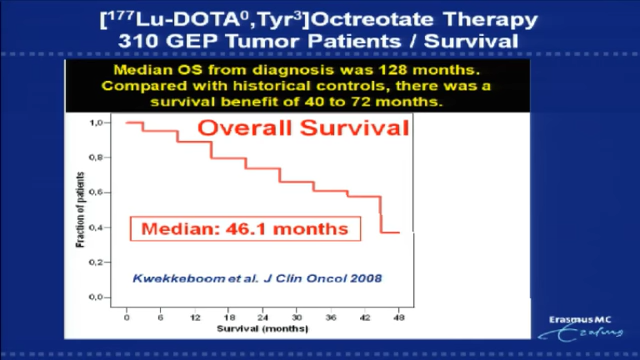 [¹⁷⁷Lu-DOTA⁰,Tyr³]Octreotate Therapy
310 GEP Tumor Patients / Survival
Median OS from diagnosis was 128 months.
Compared with historical controls, there was a
survival benefit of 40 to 72 months.
Overall Survival
1,0
0,8
0,6
0,4
0,2
0,0
Fraction of patients
Median: 46.1 months
Kwekkeboom et al. J Clin Oncol 2008
0 6 12 18 24 30 36 42 48
Survival (months)
Erasmus MC
Erasmus